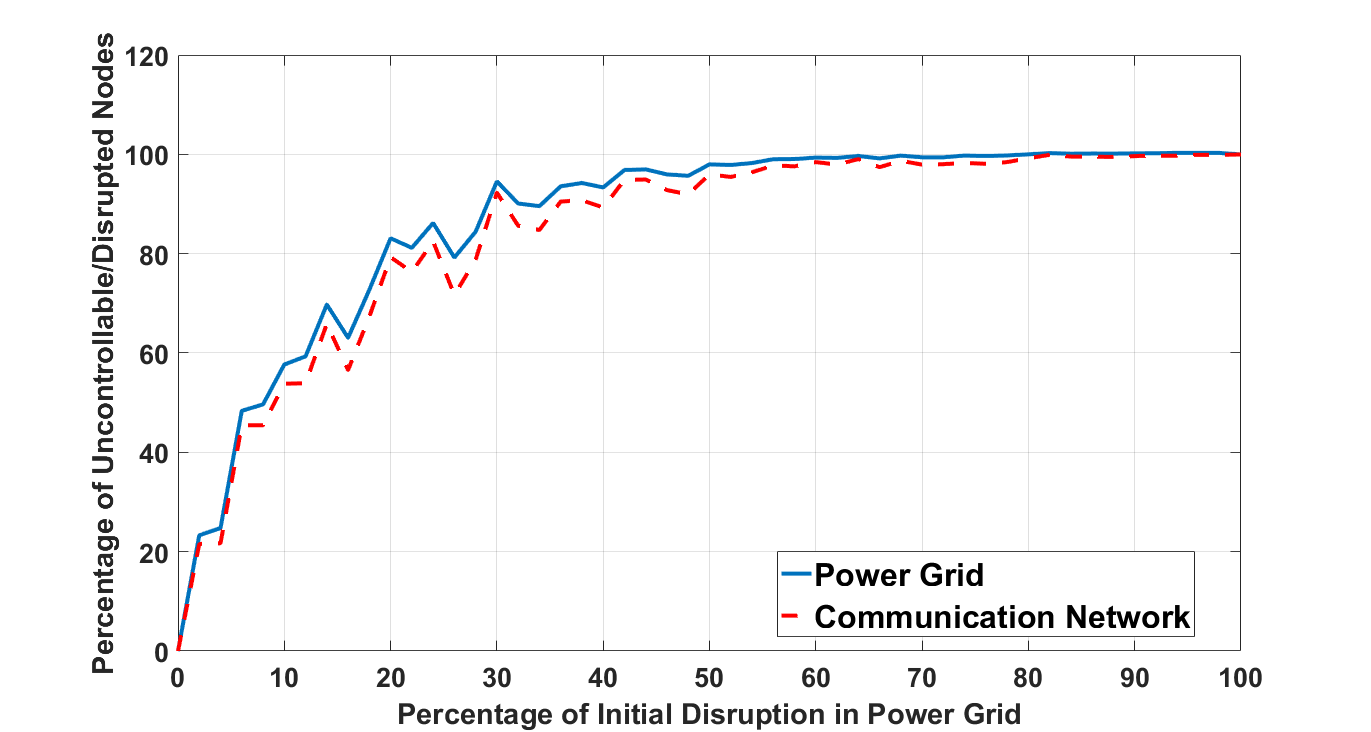 Percentage of Uncontrollable/Disrupted Nodes
120
100
80
60
40
20
0
Power Grid
Communication Network
0 10 20 30 40 50 60 70 80 90 100
Percentage of Initial Disruption in Power Grid